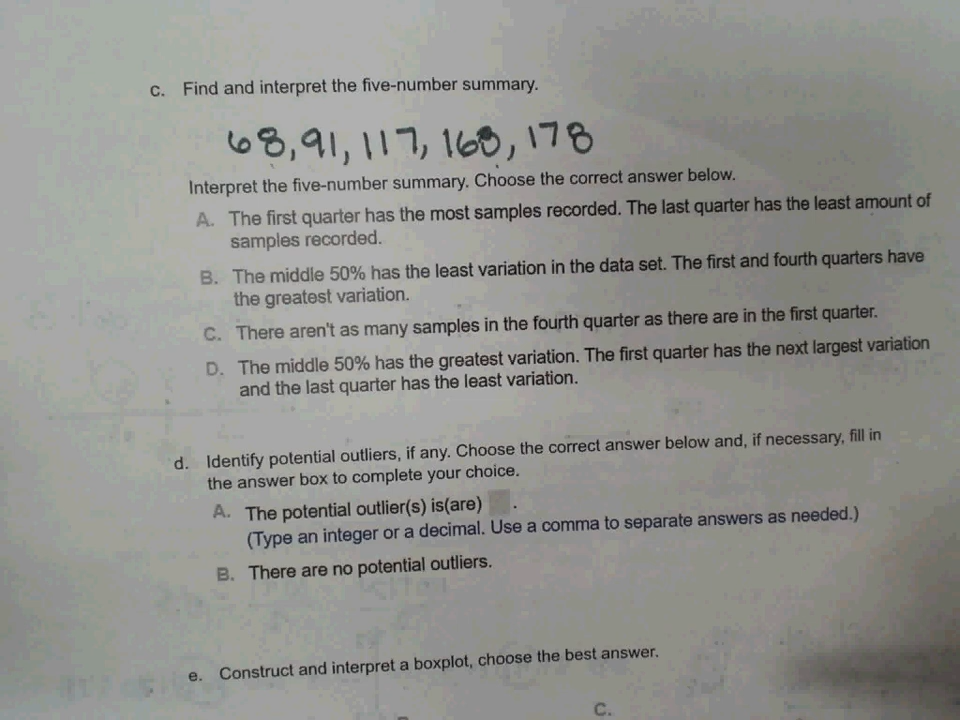 c. Find and interpret the five-number summary.
68, 91, 117, 168, 178
Interpret the five-number summary. Choose the correct answer below.
A. The first quarter has the most samples recorded. The last quarter has the least amount of
samples recorded.
B. The middle 50% has the least variation in the data set. The first and fourth quarters have
the greatest variation.
C. There aren't as many samples in the fourth quarter as there are in the first quarter.
D. The middle 50% has the greatest variation. The first quarter has the next largest variation
and the last quarter has the least variation.
d. Identify potential outliers, if any. Choose the correct answer below and, if necessary, fill in
the answer box to complete your choice.
A. The potential outlier(s) is(are) .
(Type an integer or a decimal. Use a comma to separate answers as needed.)
B. There are no potential outliers.
e. Construct and interpret a boxplot, choose the best answer.
C.